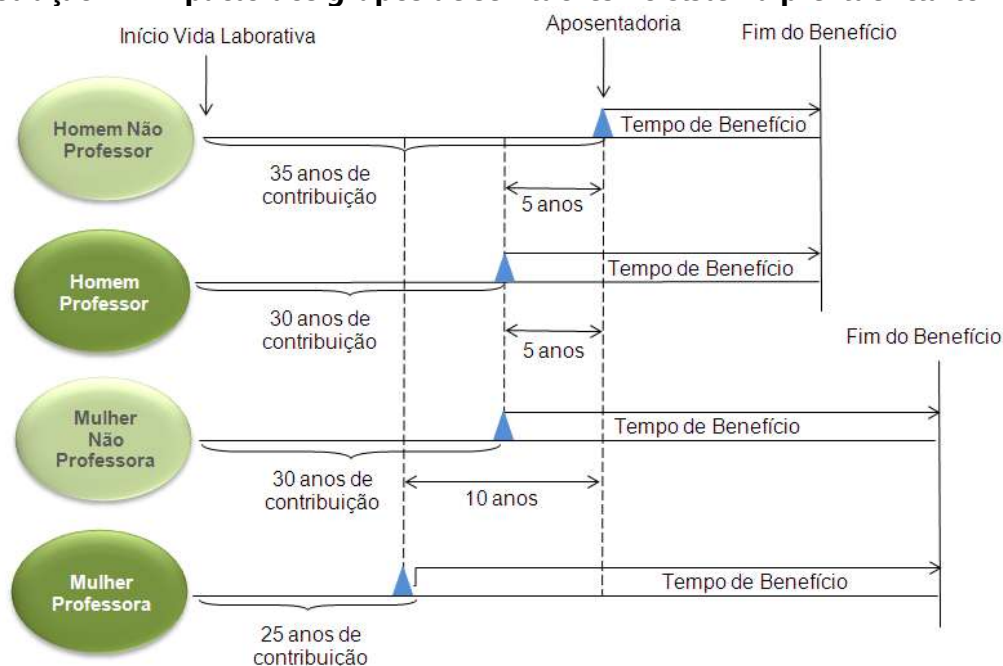 Início Vida Laborativa
Aposentadoria
Fim do Benefício
Homem Não
Professor
Tempo de Benefício
35 anos de
contribuição
5 anos
Homem
Professor
Tempo de Benefício
30 anos de
contribuição
5 anos
Fim do Benefício
Mulher
Não
Professora
Tempo de Benefício
30 anos de
contribuição
10 anos
Mulher
Professora
Tempo de Benefício
25 anos de
contribuição